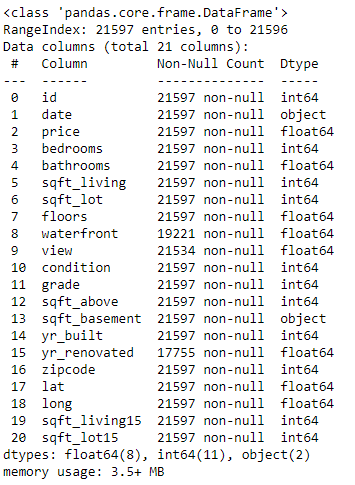 <class 'pandas.core.frame.DataFrame'>
RangeIndex: 21597 entries, 0 to 21596
Data columns (total 21 columns):
 #   Column         Non-Null Count  Dtype
---  ------         --------------  -----
 0   id             21597 non-null  int64
 1   date           21597 non-null  object
 2   price          21597 non-null  float64
 3   bedrooms       21597 non-null  int64
 4   bathrooms      21597 non-null  float64
 5   sqft_living    21597 non-null  int64
 6   sqft_lot       21597 non-null  int64
 7   floors         21597 non-null  float64
 8   waterfront     19221 non-null  float64
 9   view           21534 non-null  float64
 10  condition      21597 non-null  int64
 11  grade          21597 non-null  int64
 12  sqft_above     21597 non-null  int64
 13  sqft_basement  21597 non-null  object
 14  yr_built       21597 non-null  int64
 15  yr_renovated   17755 non-null  float64
 16  zipcode        21597 non-null  int64
 17  lat            21597 non-null  float64
 18  long           21597 non-null  float64
 19  sqft_living15  21597 non-null  int64
 20  sqft_lot15     21597 non-null  int64
dtypes: float64(8), int64(11), object(2)
memory usage: 3.5+ MB